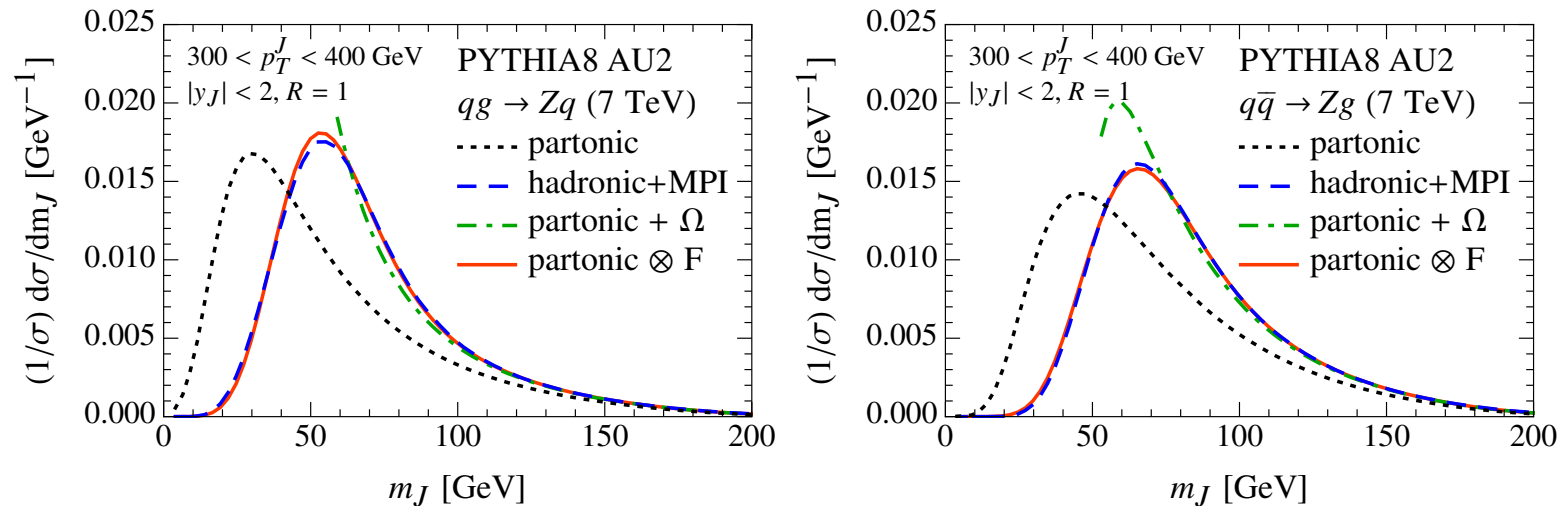 0.025
0.020
0.015
0.010
0.005
0.000
(1/σ) dσ/dm_J [GeV⁻¹]
300 < p_T^J < 400 GeV
|y_J| < 2, R = 1
PYTHIA8 AU2
qg → Zq (7 TeV)
partonic
hadronic+MPI
partonic + Ω
partonic ⊗ F
0 50 100 150 200
m_J [GeV]
0.025
0.020
0.015
0.010
0.005
0.000
(1/σ) dσ/dm_J [GeV⁻¹]
300 < p_T^J < 400 GeV
|y_J| < 2, R = 1
PYTHIA8 AU2
qq̅ → Zg (7 TeV)
partonic
hadronic+MPI
partonic + Ω
partonic ⊗ F
0 50 100 150 200
m_J [GeV]